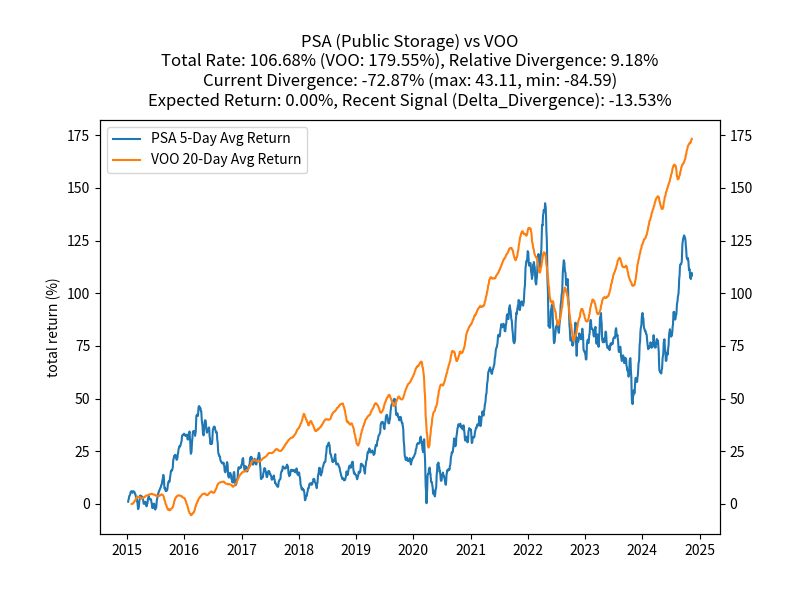 PSA (Public Storage) vs VOO
Total Rate: 106.68% (VOO: 179.55%), Relative Divergence: 9.18%
Current Divergence: -72.87% (max: 43.11, min: -84.59)
Expected Return: 0.00%, Recent Signal (Delta_Divergence): -13.53%
PSA 5-Day Avg Return
VOO 20-Day Avg Return
total return (%)
175
150
125
100
75
50
25
0
175
150
125
100
75
50
25
0
2015 2016 2017 2018 2019 2020 2021 2022 2023 2024 2025